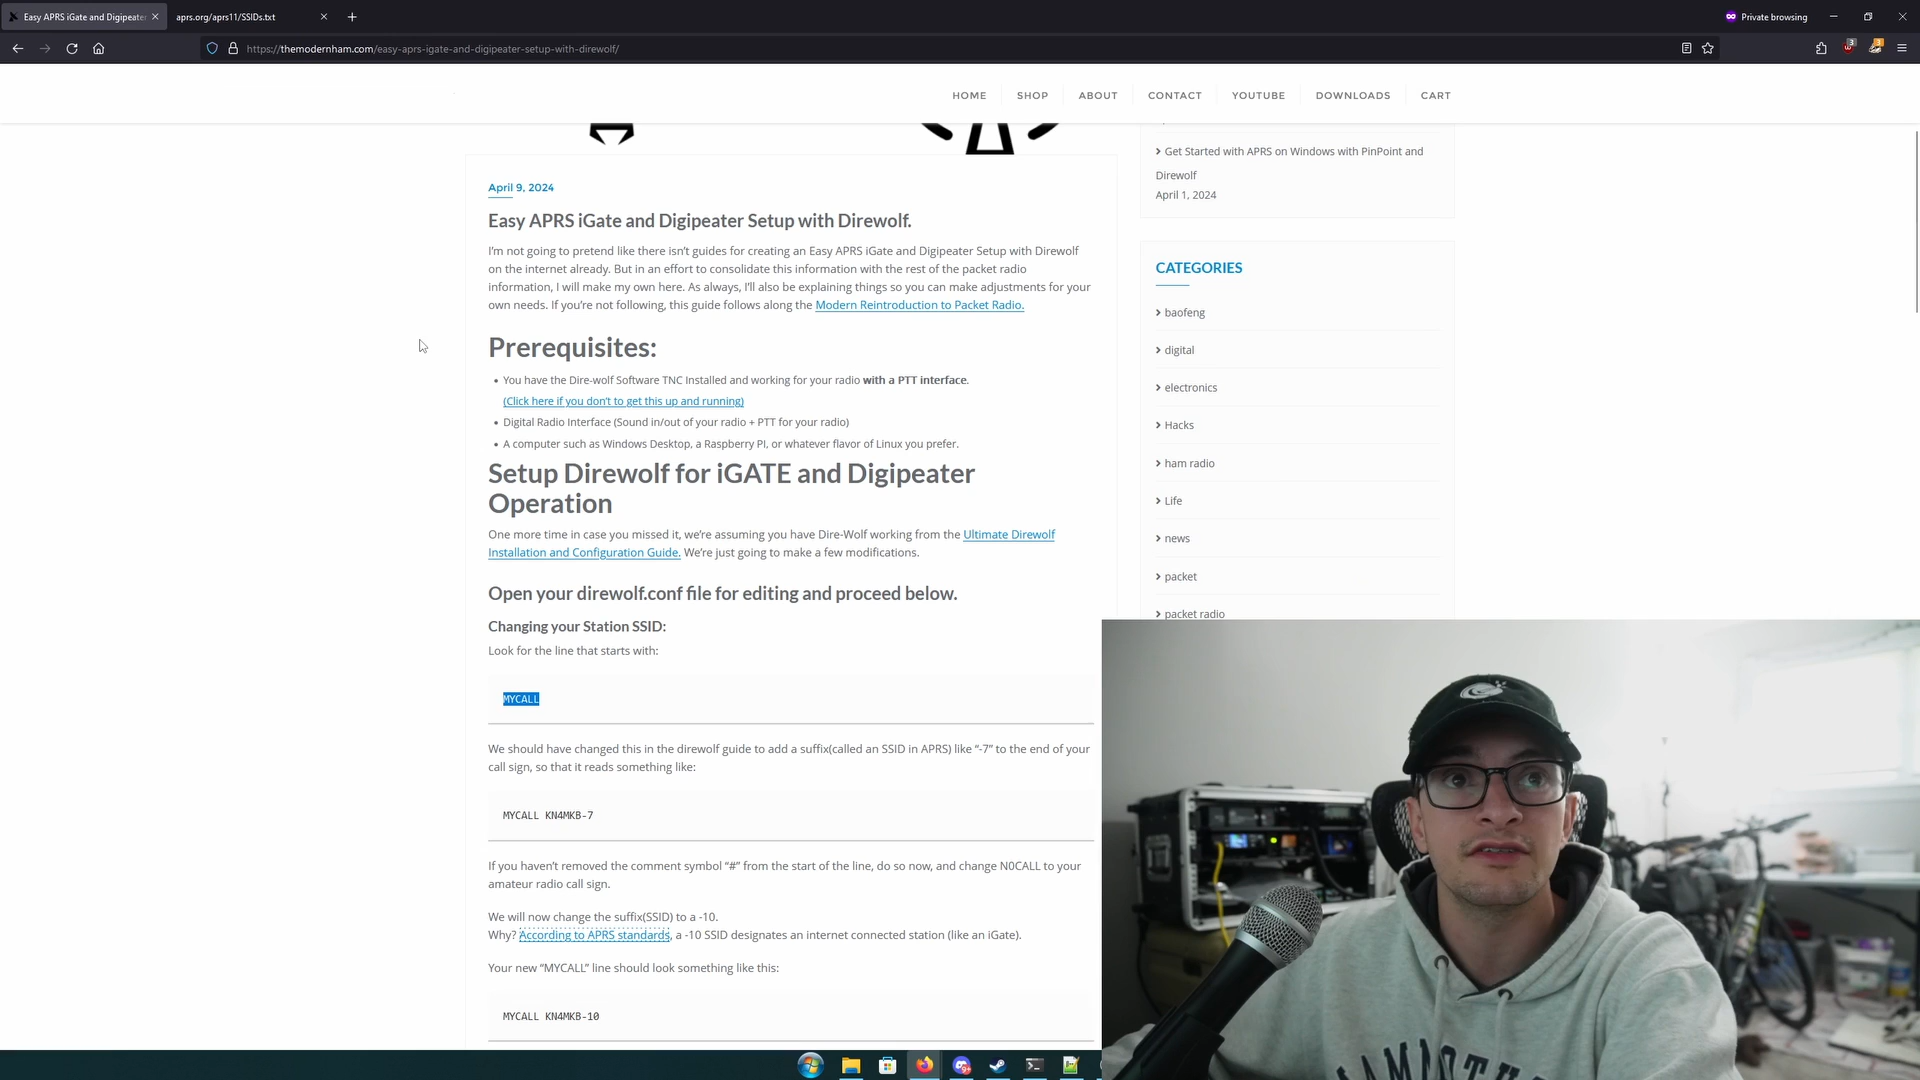 Easy APRS iGate and Digipeater
aprs.org/aprs11/SSIDs.txt
Private browsing
https://themodernham.com/easy-aprs-igate-and-digipeater-setup-with-direwolf/
3
3
HOME
SHOP
ABOUT
CONTACT
YOUTUBE
DOWNLOADS
CART
April 9, 2024
Easy APRS iGate and Digipeater Setup with Direwolf.
I'm not going to pretend like there isn't guides for creating an Easy APRS iGate and Digipeater Setup with Direwolf
on the internet already. But in an effort to consolidate this information with the rest of the packet radio
information, I will make my own here. As always, I'll also be explaining things so you can make adjustments for your
own needs. If you're not following, this guide follows along the Modern Reintroduction to Packet Radio.
Prerequisites:
• You have the Dire-wolf Software TNC Installed and working for your radio with a PTT interface.
(Click here if you don't to get this up and running)
• Digital Radio Interface (Sound in/out of your radio + PTT for your radio)
• A computer such as Windows Desktop, a Raspberry PI, or whatever flavor of Linux you prefer.
Setup Direwolf for iGATE and Digipeater
Operation
One more time in case you missed it, we're assuming you have Dire-Wolf working from the Ultimate Direwolf
Installation and Configuration Guide. We're just going to make a few modifications.
Open your direwolf.conf file for editing and proceed below.
Changing your Station SSID:
Look for the line that starts with:
MYCALL
We should have changed this in the direwolf guide to add a suffix(called an SSID in APRS) like "-7" to the end of your
call sign, so that it reads something like:
MYCALL KN4MKB-7
If you haven't removed the comment symbol "#" from the start of the line, do so now, and change N0CALL to your
amateur radio call sign.
We will now change the suffix(SSID) to a -10.
Why? According to APRS standards, a -10 SSID designates an internet connected station (like an iGate).
Your new "MYCALL" line should look something like this:
MYCALL KN4MKB-10
Get Started with APRS on Windows with PinPoint and
Direwolf
April 1, 2024
CATEGORIES
baofeng
digital
electronics
Hacks
ham radio
Life
news
packet
packet radio